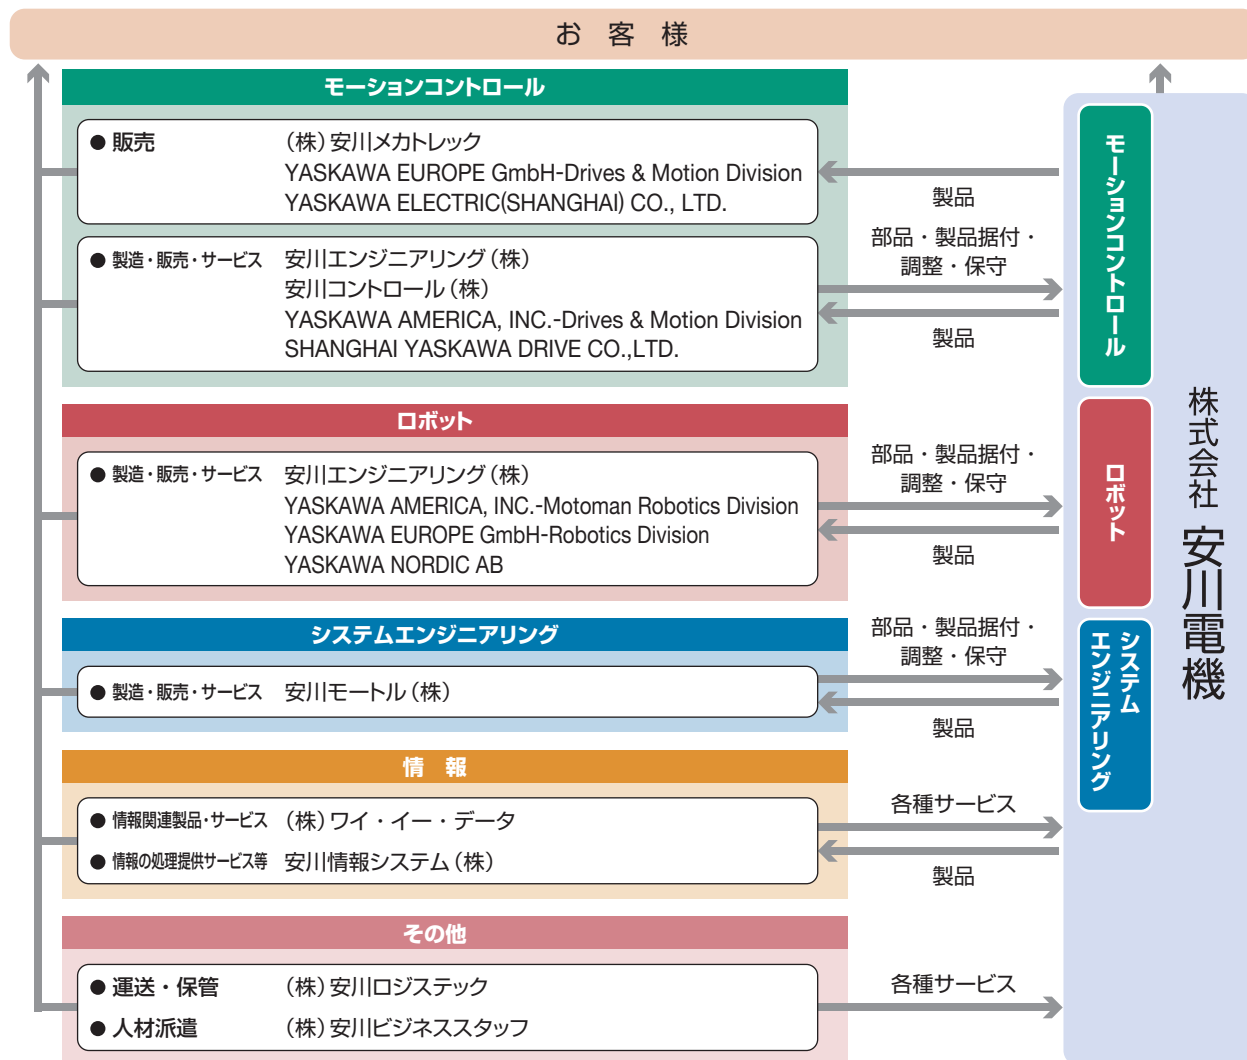 お 客 様
モーションコントロール
● 販売 (株)安川メカトレック
YASKAWA EUROPE GmbH-Drives & Motion Division
YASKAWA ELECTRIC(SHANGHAI) CO., LTD.
製品
● 製造・販売・サービス 安川エンジニアリング(株)
安川コントロール(株)
YASKAWA AMERICA, INC.-Drives & Motion Division
SHANGHAI YASKAWA DRIVE CO.,LTD.
部品・製品据付・
調整・保守
製品
ロボット
● 製造・販売・サービス 安川エンジニアリング(株)
YASKAWA AMERICA, INC.-Motoman Robotics Division
YASKAWA EUROPE GmbH-Robotics Division
YASKAWA NORDIC AB
部品・製品据付・
調整・保守
製品
システムエンジニアリング
● 製造・販売・サービス 安川モートル(株)
部品・製品据付・
調整・保守
製品
情 報
● 情報関連製品・サービス (株)ワイ・イー・データ
● 情報の処理提供サービス等 安川情報システム(株)
各種サービス
製品
その他
● 運送・保管 (株)安川ロジステック
● 人材派遣 (株)安川ビジネススタッフ
各種サービス
モーションコントロール
ロボット
システム
エンジニアリング
株式会社 安川電機